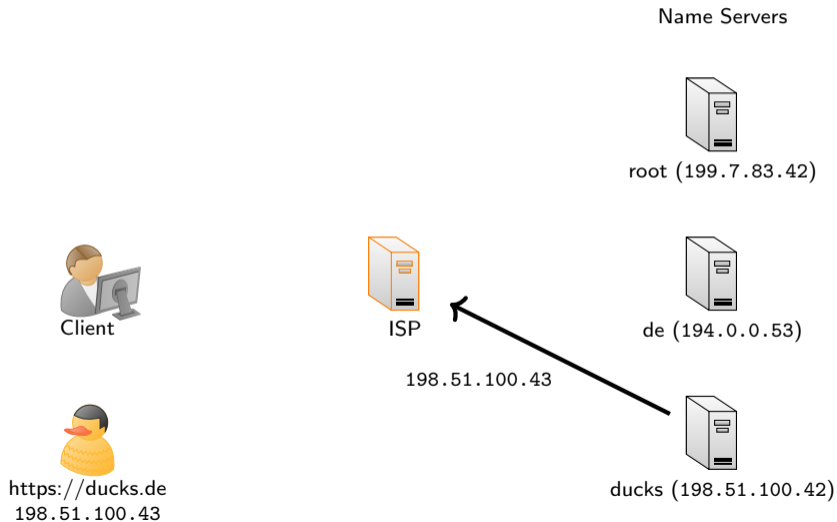 Name Servers
root (199.7.83.42)
Client
ISP
de (194.0.0.53)
198.51.100.43
https://ducks.de
198.51.100.43
ducks (198.51.100.42)